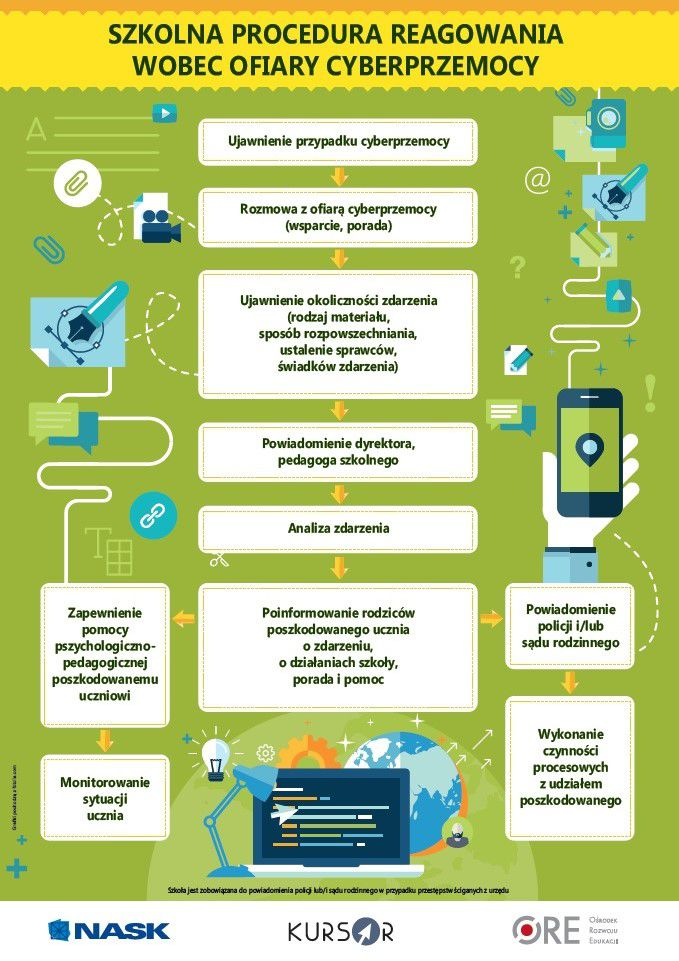 SZKOLNA PROCEDURA REAGOWANIA
WOBEC OFIARY CYBERPRZEMOCY
A
Ujawnienie przypadku cyberprzemocy
Rozmowa z ofiarą cyberprzemocy
(wsparcie, porada)
@
?
Ujawnienie okoliczności zdarzenia
(rodzaj materiału,
sposób rozpowszechniania,
ustalenie sprawców,
świadków zdarzenia)
!
Powiadomienie dyrektora,
pedagoga szkolnego
Analiza zdarzenia
T
Zapewnienie
pomocy
pszychologiczno-
pedagogicznej
poszkodowanemu
uczniowi
Poinformowanie rodziców
poszkodowanego ucznia
o zdarzeniu,
o działaniach szkoły,
porada i pomoc
Powiadomienie
policji i/lub
sądu rodzinnego
Monitorowanie
sytuacji
ucznia
Wykonanie
czynności
procesowych
z udziałem
poszkodowanego
Szkoła jest zobowiązana do powiadomienia policji lub/i sądu rodzinnego w przypadku przestępstw ściganych z urzędu
NASK
KURSOR
ORE
Ośrodek
Rozwoju
Edukacji